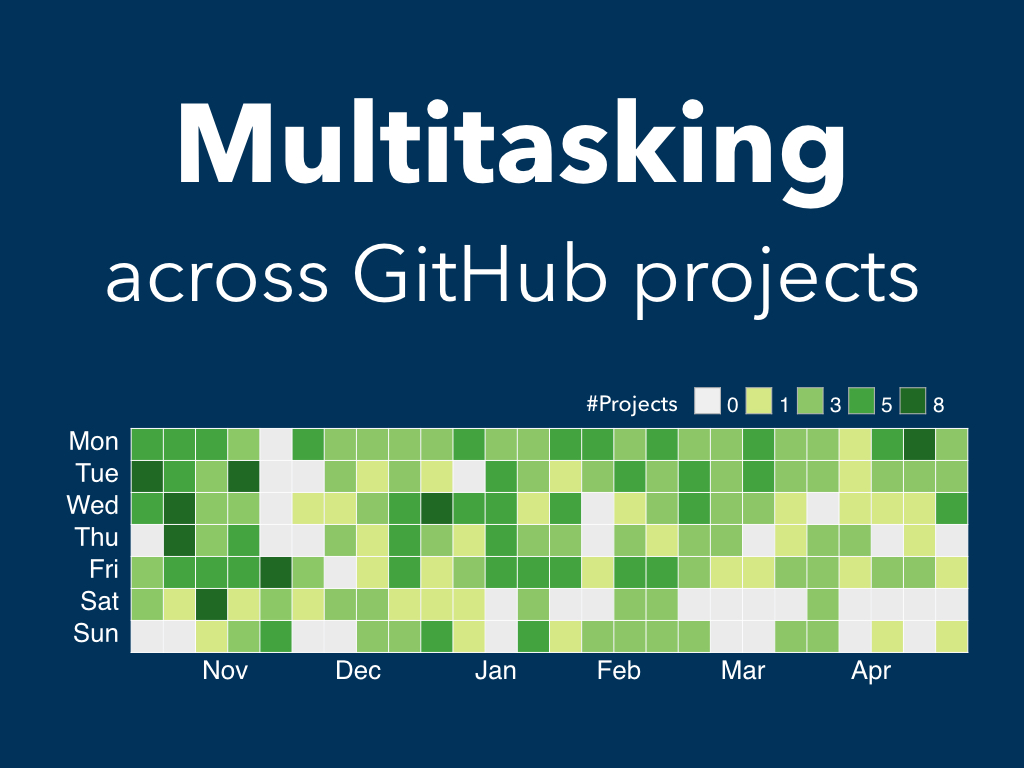 Multitasking
across GitHub projects
#Projects 0 1 3 5 8
Mon
Tue
Wed
Thu
Fri
Sat
Sun
Nov Dec Jan Feb Mar Apr